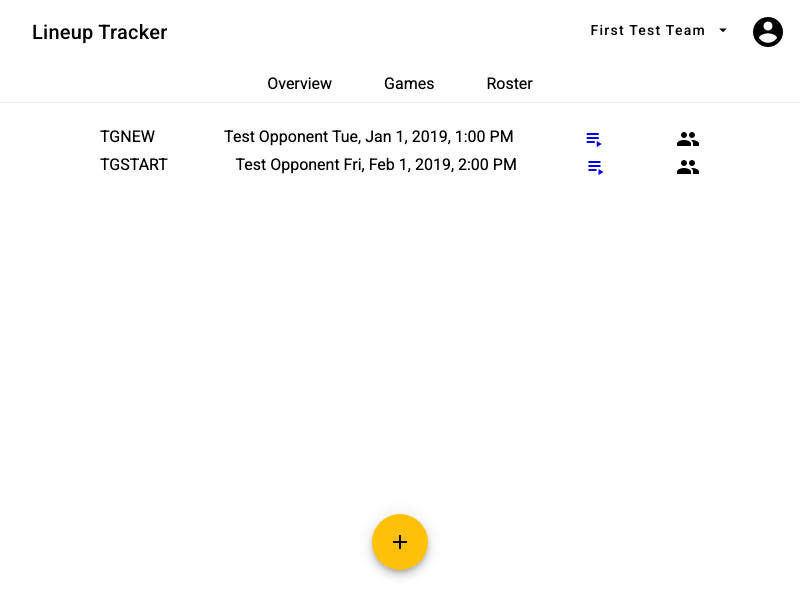 Lineup Tracker
First Test Team
Overview Games Roster
TGNEW Test Opponent Tue, Jan 1, 2019, 1:00 PM
TGSTART Test Opponent Fri, Feb 1, 2019, 2:00 PM
+